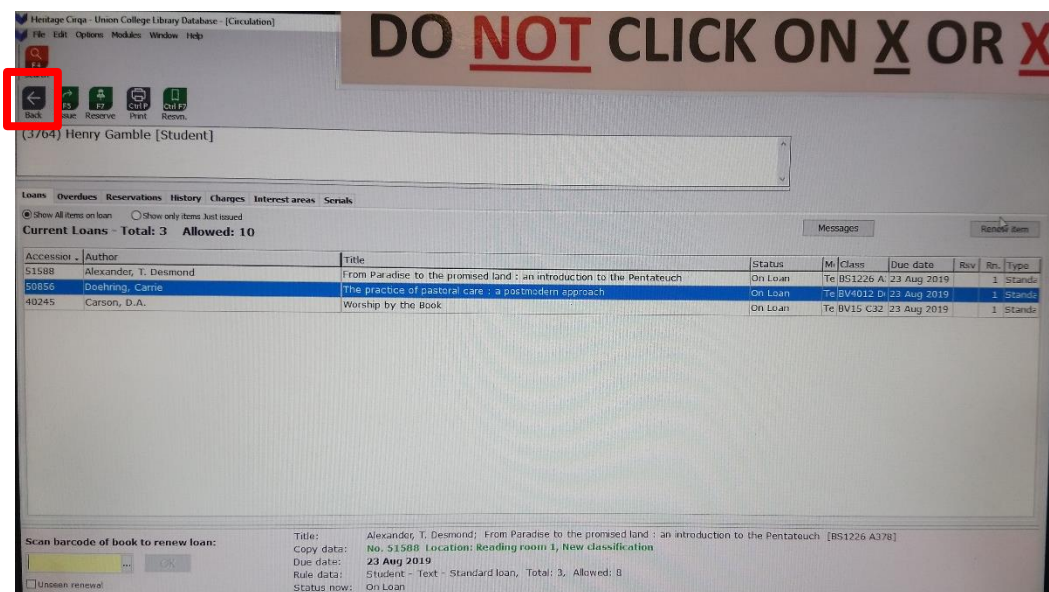 Heritage Cirqa - Union College Library Database - [Circulation]
File Edit Options Modules Window Help
DO NOT CLICK ON X OR X
F4
Back Issue Reserve Print Resvn.
F5 F7 Ctrl P Ctrl F7
(3764) Henry Gamble [Student]
Loans Overdues Reservations History Charges Interest areas Serials
Show All items on loan Show only items Just issued
Current Loans - Total: 3 Allowed: 10
Messages Renew item
Accession Author Title Status Me Class Due date Rsv Rn. Type
51588 Alexander, T. Desmond From Paradise to the promised land : an introduction to the Pentateuch On Loan Te BS1226 A 23 Aug 2019 1 Standa
50856 Doehring, Carrie The practice of pastoral care : a postmodern approach On Loan Te BV4012 D 23 Aug 2019 1 Standa
40245 Carson, D.A. Worship by the Book On Loan Te BV15 C32 23 Aug 2019 1 Standa
Scan barcode of book to renew loan:
... OK
Unseen renewal
Title: Alexander, T. Desmond; From Paradise to the promised land : an introduction to the Pentateuch [BS1226 A378]
Copy data: No. 51588 Location: Reading room 1, New classification
Due date: 23 Aug 2019
Rule data: Student - Text - Standard loan, Total: 3, Allowed: 8
Status now: On Loan